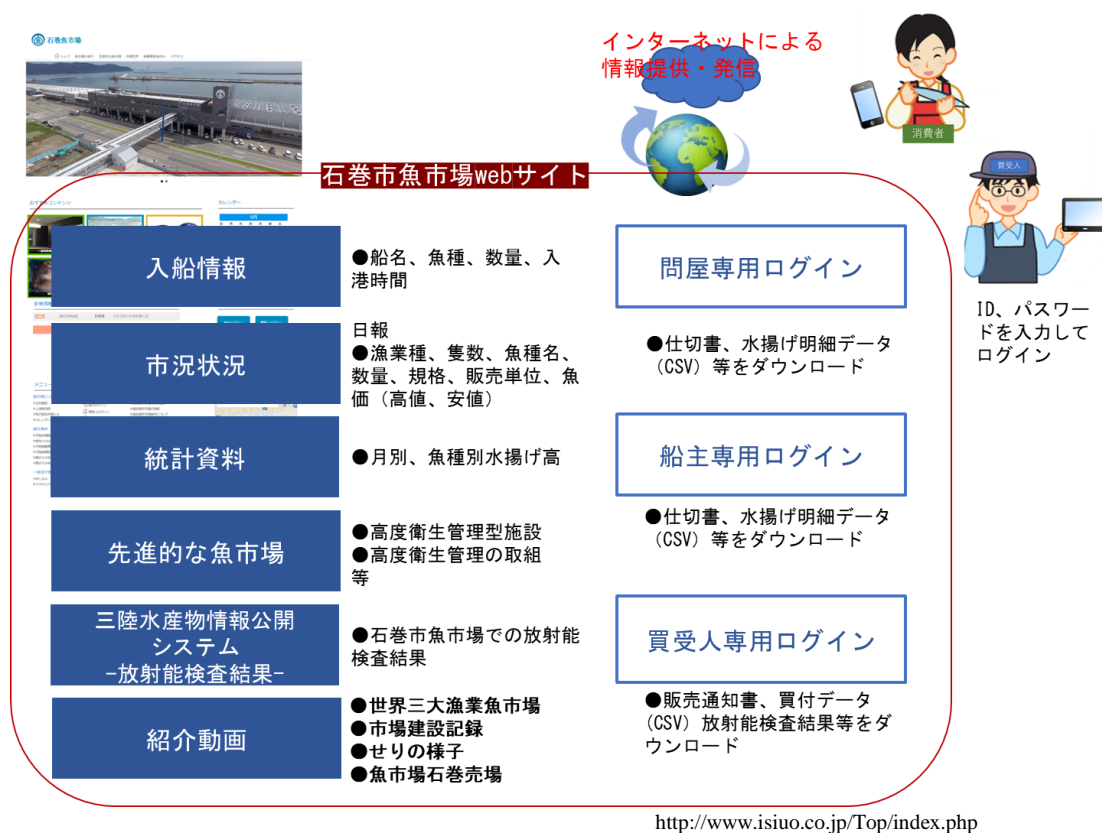 石巻魚市場
インターネットによる
情報提供・発信
消費者
買受人
ID、パスワー
ドを入力して
ログイン
石巻市魚市場webサイト
おすすめコンテンツ
カレンダー
入船情報
●船名、魚種、数量、入
港時間
市況状況
日報
●漁業種、隻数、魚種名、
数量、規格、販売単位、魚
価（高値、安値）
統計資料
●月別、魚種別水揚げ高
先進的な魚市場
●高度衛生管理型施設
●高度衛生管理の取組
等
三陸水産物情報公開
システム
-放射能検査結果-
●石巻市魚市場での放射能
検査結果
紹介動画
●世界三大漁業魚市場
●市場建設記録
●せりの様子
●魚市場石巻売場
問屋専用ログイン
●仕切書、水揚げ明細データ
(CSV) 等をダウンロード
船主専用ログイン
●仕切書、水揚げ明細データ
(CSV) 等をダウンロード
買受人専用ログイン
●販売通知書、買付データ
(CSV) 放射能検査結果等をダ
ウンロード
http://www.isiuo.co.jp/Top/index.php